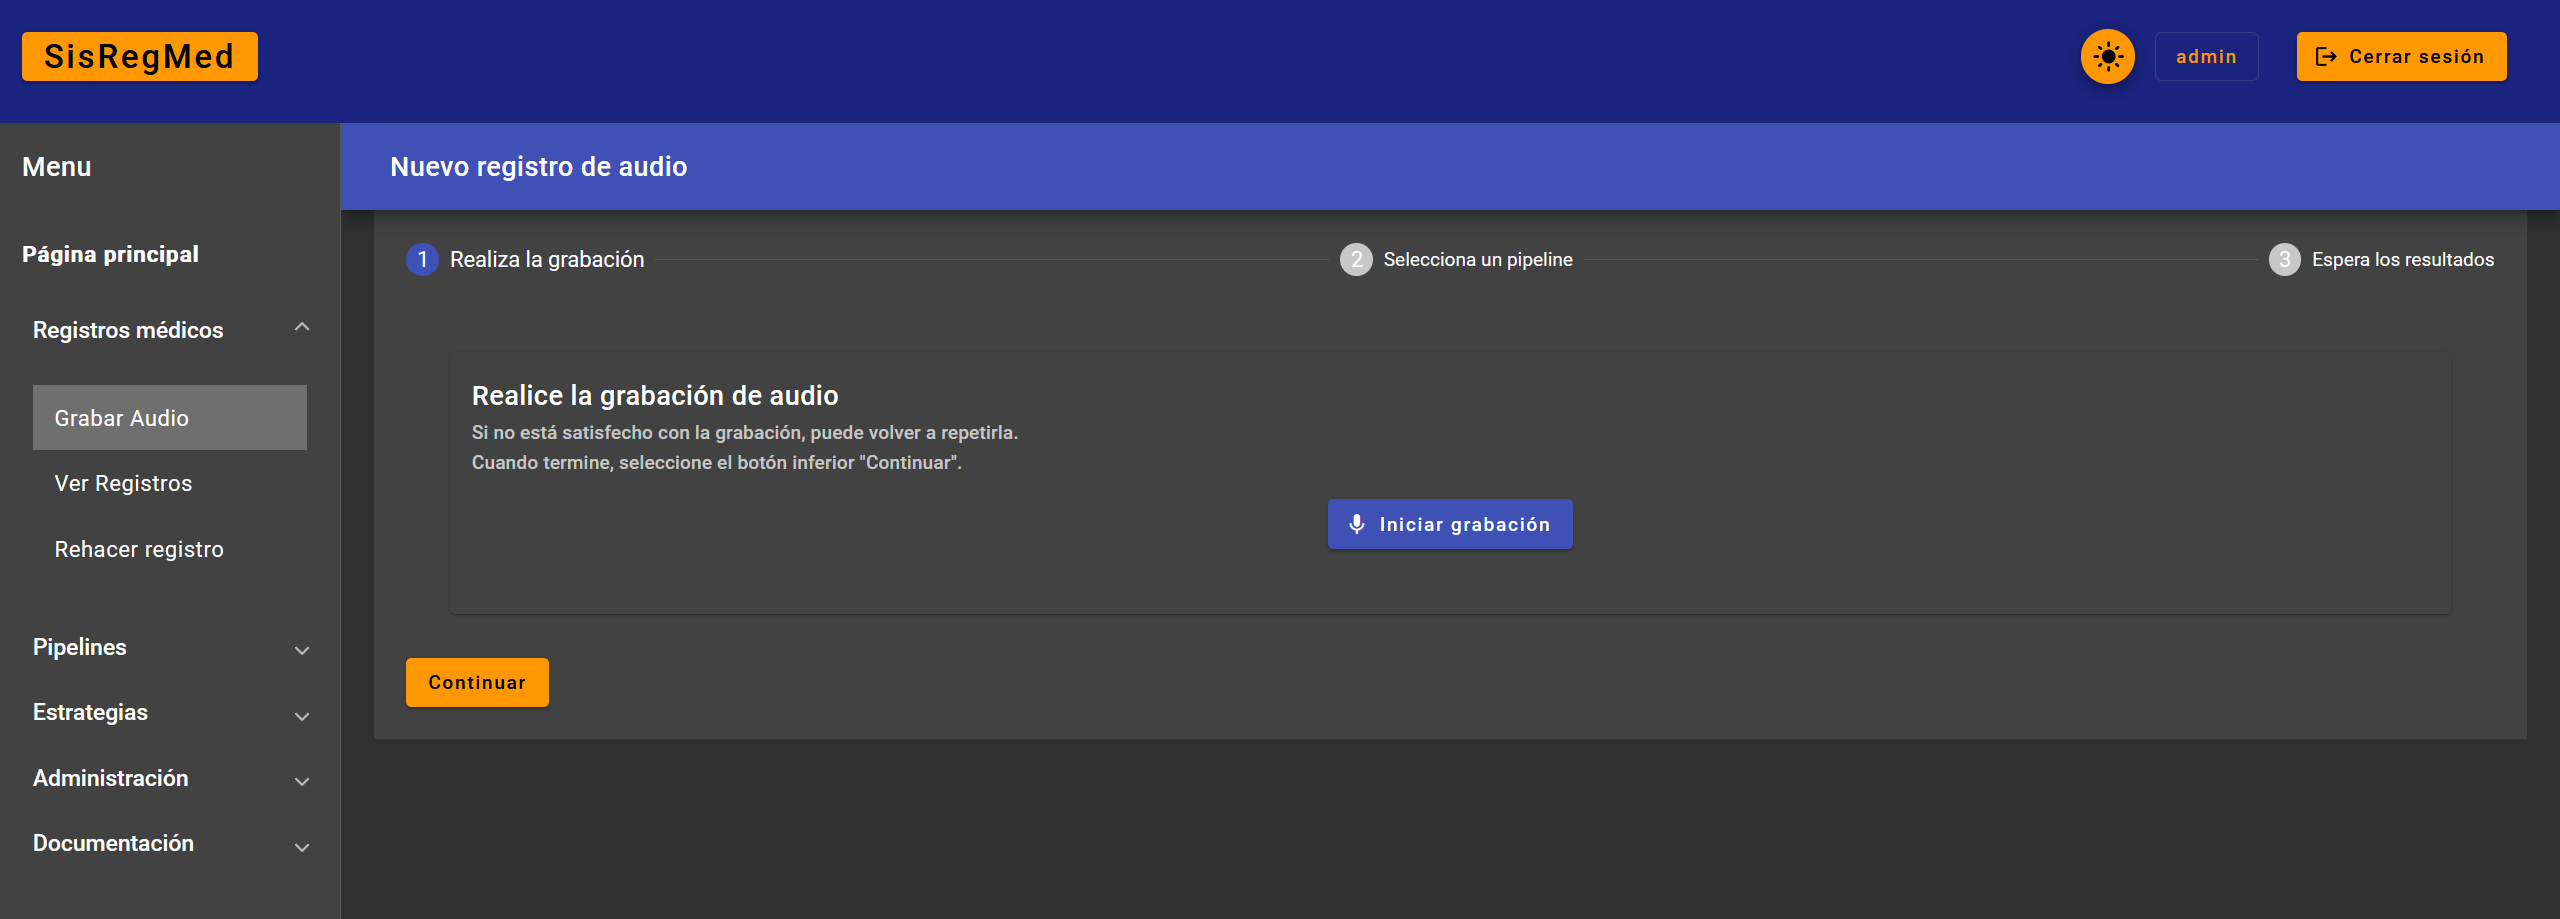 SisRegMed
admin
Cerrar sesión
Menu
Página principal
Registros médicos
Grabar Audio
Ver Registros
Rehacer registro
Pipelines
Estrategias
Administración
Documentación
Nuevo registro de audio
1 Realiza la grabación
2 Selecciona un pipeline
3 Espera los resultados
Realice la grabación de audio
Si no está satisfecho con la grabación, puede volver a repetirla.
Cuando termine, seleccione el botón inferior "Continuar".
Iniciar grabación
Continuar